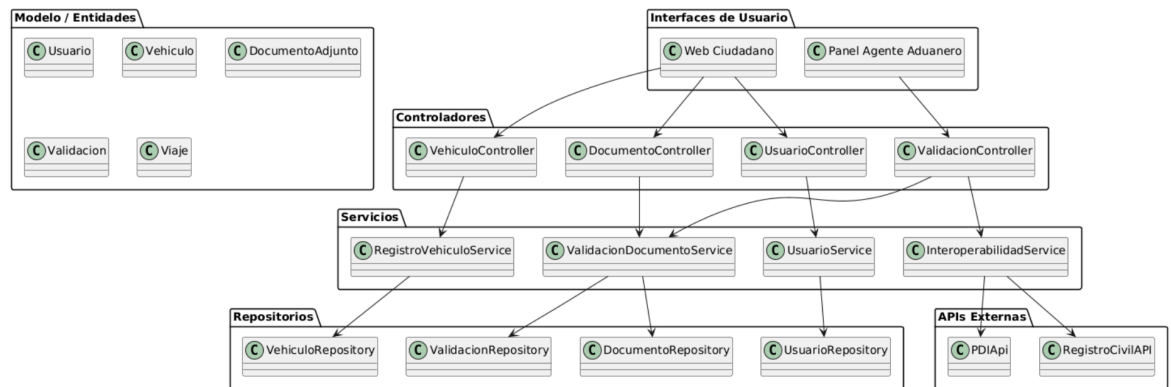 Modelo / Entidades
C Usuario
C Vehiculo
C DocumentoAdjunto
C Validacion
C Viaje
Interfaces de Usuario
C Web Ciudadano
C Panel Agente Aduanero
Controladores
C VehiculoController
C DocumentoController
C UsuarioController
C ValidacionController
Servicios
C RegistroVehiculoService
C ValidacionDocumentoService
C UsuarioService
C InteroperabilidadService
Repositorios
C VehiculoRepository
C ValidacionRepository
C DocumentoRepository
C UsuarioRepository
APIs Externas
C PDIApi
C RegistroCivilAPI